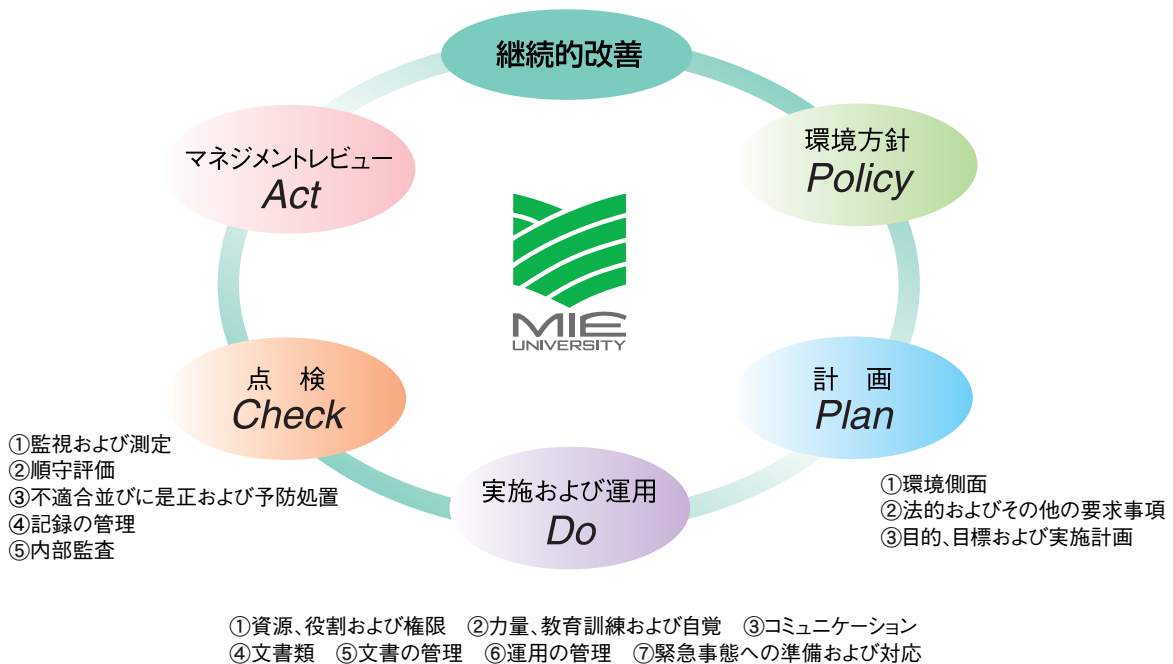 継続的改善
環境方針
Policy
計　画
Plan
①環境側面
②法的およびその他の要求事項
③目的、目標および実施計画
実施および運用
Do
①資源、役割および権限　②力量、教育訓練および自覚　③コミュニケーション
④文書類　⑤文書の管理　⑥運用の管理　⑦緊急事態への準備および対応
点　検
Check
①監視および測定
②順守評価
③不適合並びに是正および予防処置
④記録の管理
⑤内部監査
マネジメントレビュー
Act
MIE
UNIVERSITY